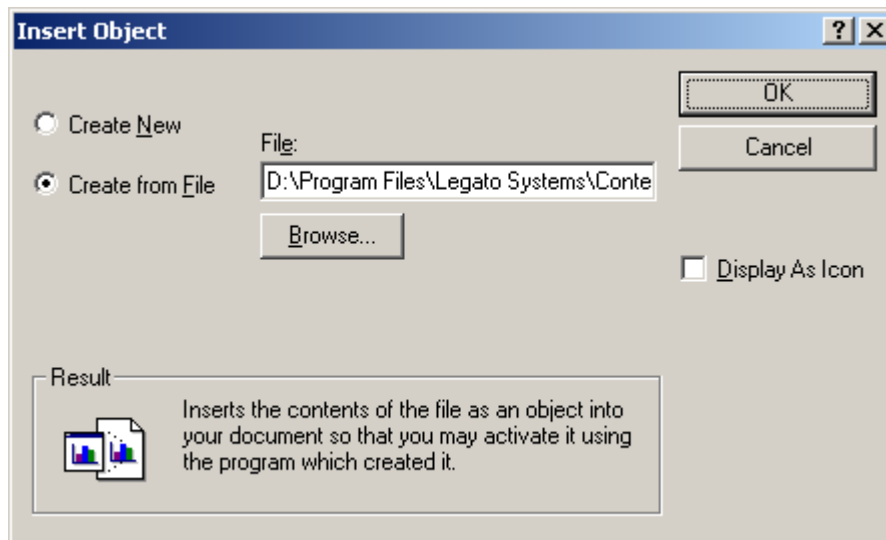 Insert Object
Create New
Create from File
File:
D:\Program Files\Legato Systems\Conte
Browse...
OK
Cancel
Display As Icon
Result
Inserts the contents of the file as an object into
your document so that you may activate it using
the program which created it.